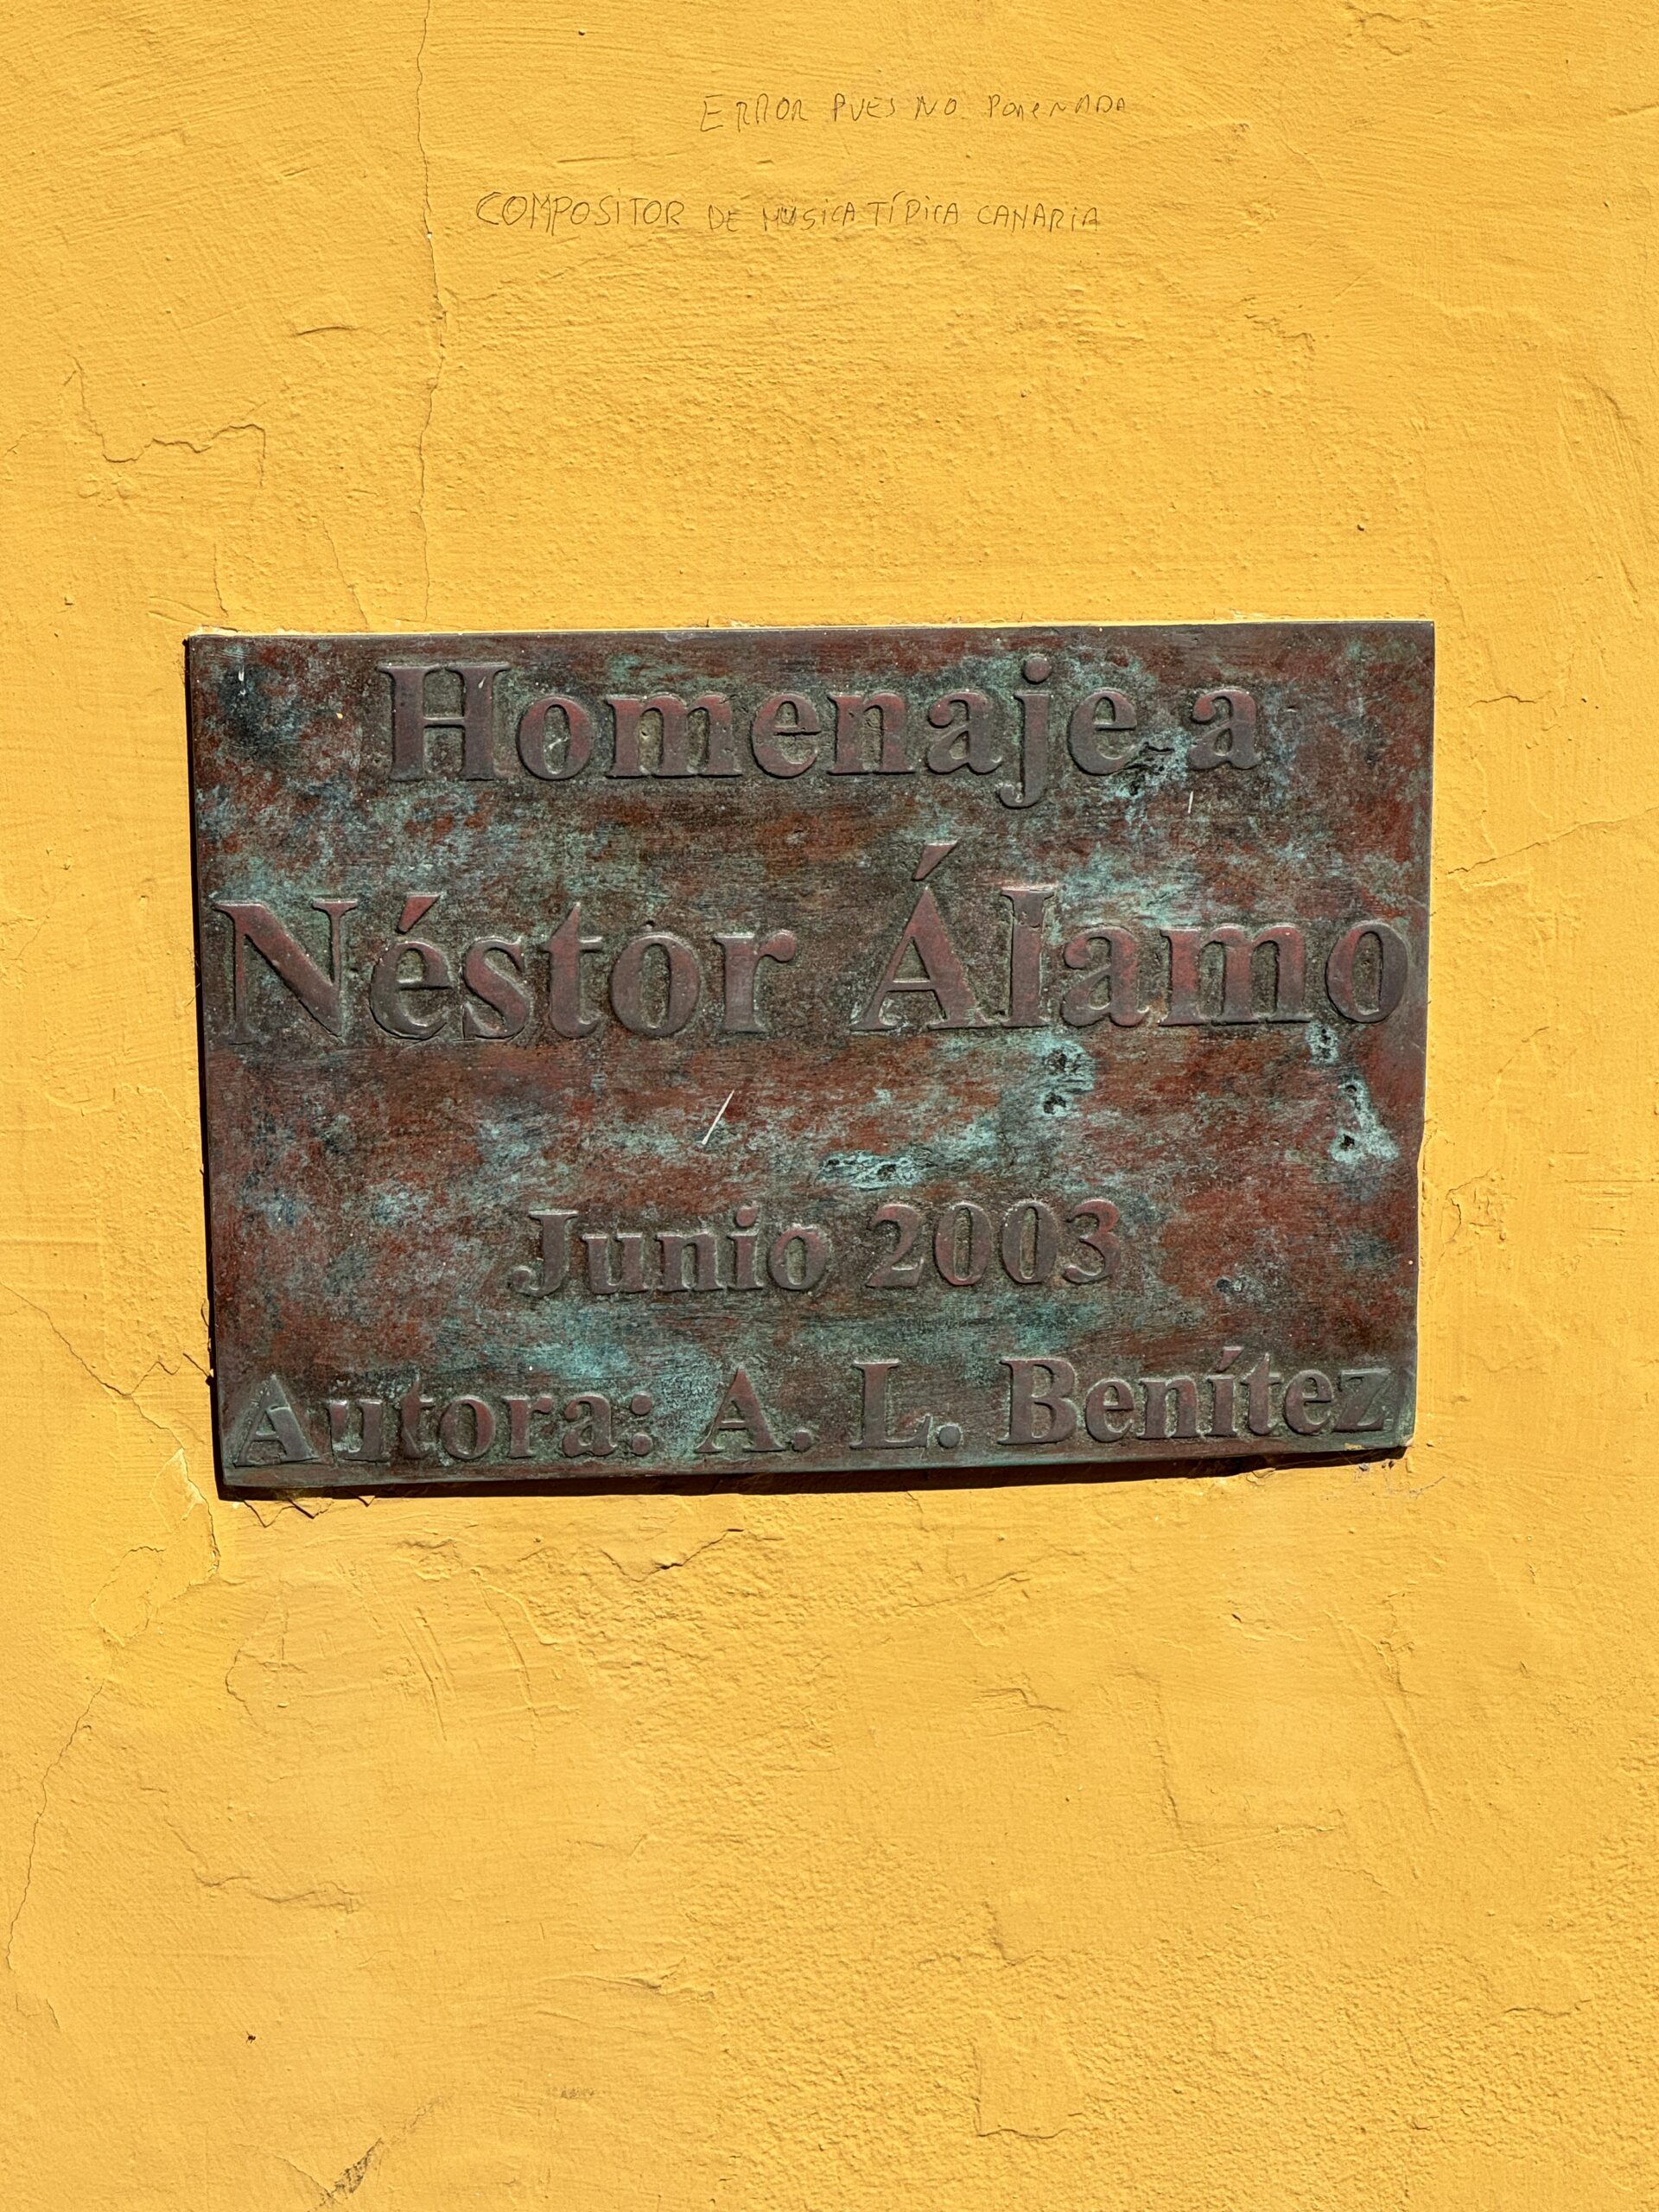 ERROR PUES NO PONE NADA
COMPOSITOR DE MUSICA TÍPICA CANARIA
Homenaje a
Néstor Álamo
Junio 2003
Autora: A. L. Benítez